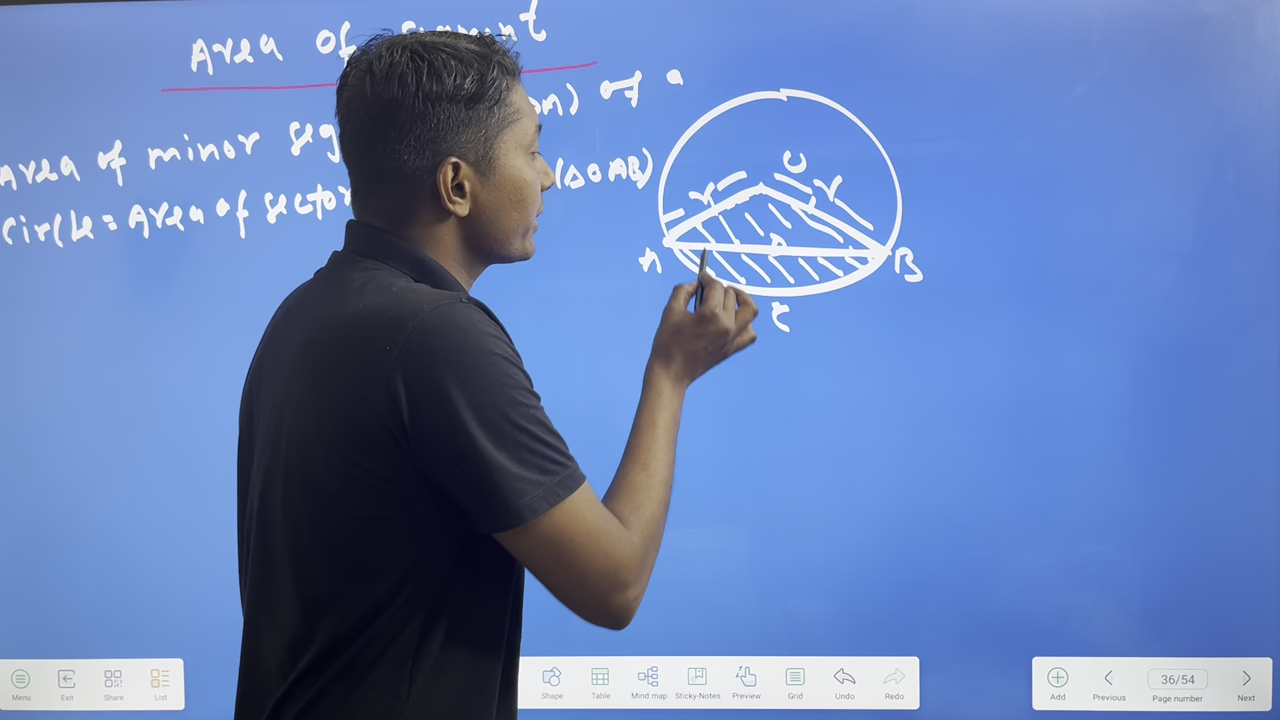 Area of
Area of minor seg of a
Circle = Area of sector (ΔOAB)
r r
A B
Menu Exit Share List Shape Table Mind map Sticky-Notes Preview Grid Undo Redo Add Previous 36/54 Page number Next